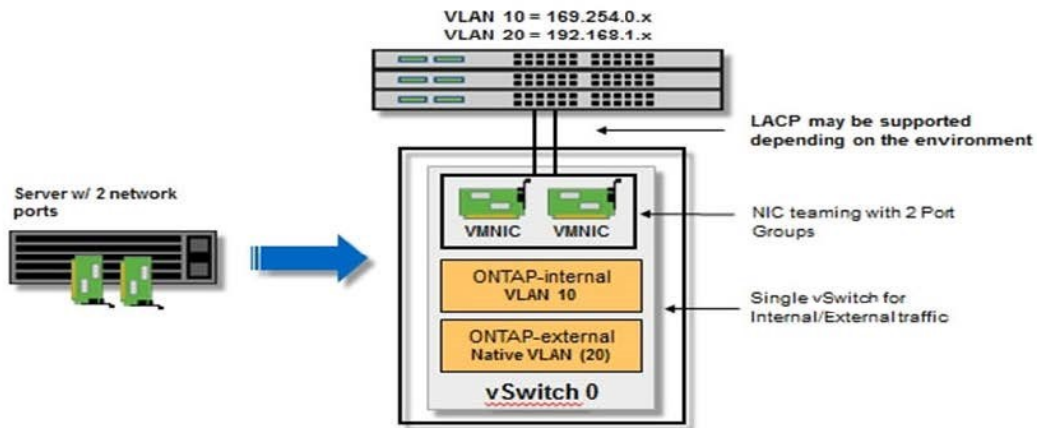 VLAN 10 = 169.254.0.x
VLAN 20 = 192.168.1.x
LACP may be supported
depending on the environment
Server w/ 2 network
ports
VMNIC
VMNIC
NIC teaming with 2 Port
Groups
ONTAP-internal
VLAN 10
Single vSwitch for
Internal/External traffic
ONTAP-external
Native VLAN (20)
vSwitch 0